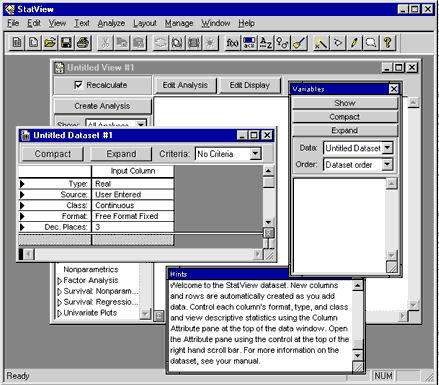 StatView
File Edit View Text Analyze Layout Manage Window Help
f(x)
Untitled View #1
Recalculate Edit Analysis Edit Display
Create Analysis
Show: All Analyses
Untitled Dataset #1
Compact Expand Criteria: No Criteria
Input Column
Type: Real
Source: User Entered
Class: Continuous
Format: Free Format Fixed
Dec. Places: 3
Nonparametrics
Factor Analysis
Survival: Nonparam...
Survival: Regressio...
Univariate Plots
Variables
Show
Compact
Expand
Data: Untitled Dataset
Order: Dataset order
Hints
Welcome to the StatView dataset. New columns
and rows are automatically created as you add
data. Control each column's format, type, and class
and view descriptive statistics using the Column
Attribute pane at the top of the data window. Open
the Attribute pane using the control at the top of the
right hand scroll bar. For more information on the
dataset, see your manual.
Ready NUM